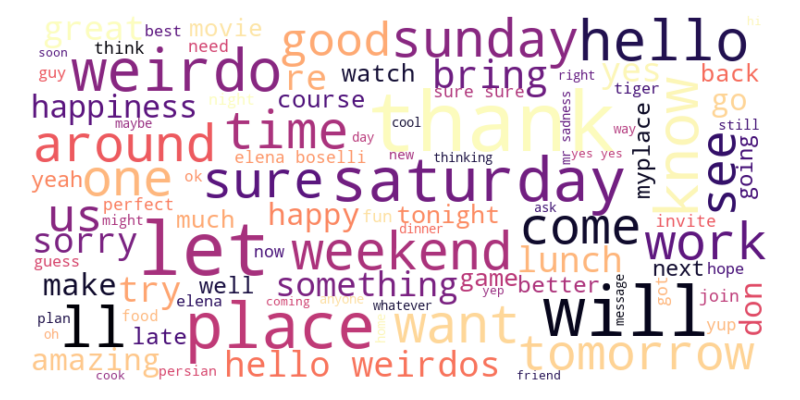 great
best
movie
good
sunday
hello
hi
soon
think
need
weirdo
re
watch
bring
yes
right
back
guy
happiness
night
course
sure sure
tiger
go
around
maybe
time
day
cool
thank
mr
sadness
way
know
myplace
see
still
going
yeah
one
ok
elena boselli
new
thinking
yes yes
sure
saturday
us
perfect
might
much
happy
fun
tonight
ask
come
invite
sorry
guess
let
now
weekend
dinner
lunch
work
make
try
well
something
game
yep
better
next
hope
plan
elena
coming
anyone
whatever
will
message
got
join
don
oh
ll
food
late
place
want
tomorrow
yup
amazing
cook
persian
hello weirdos
friend